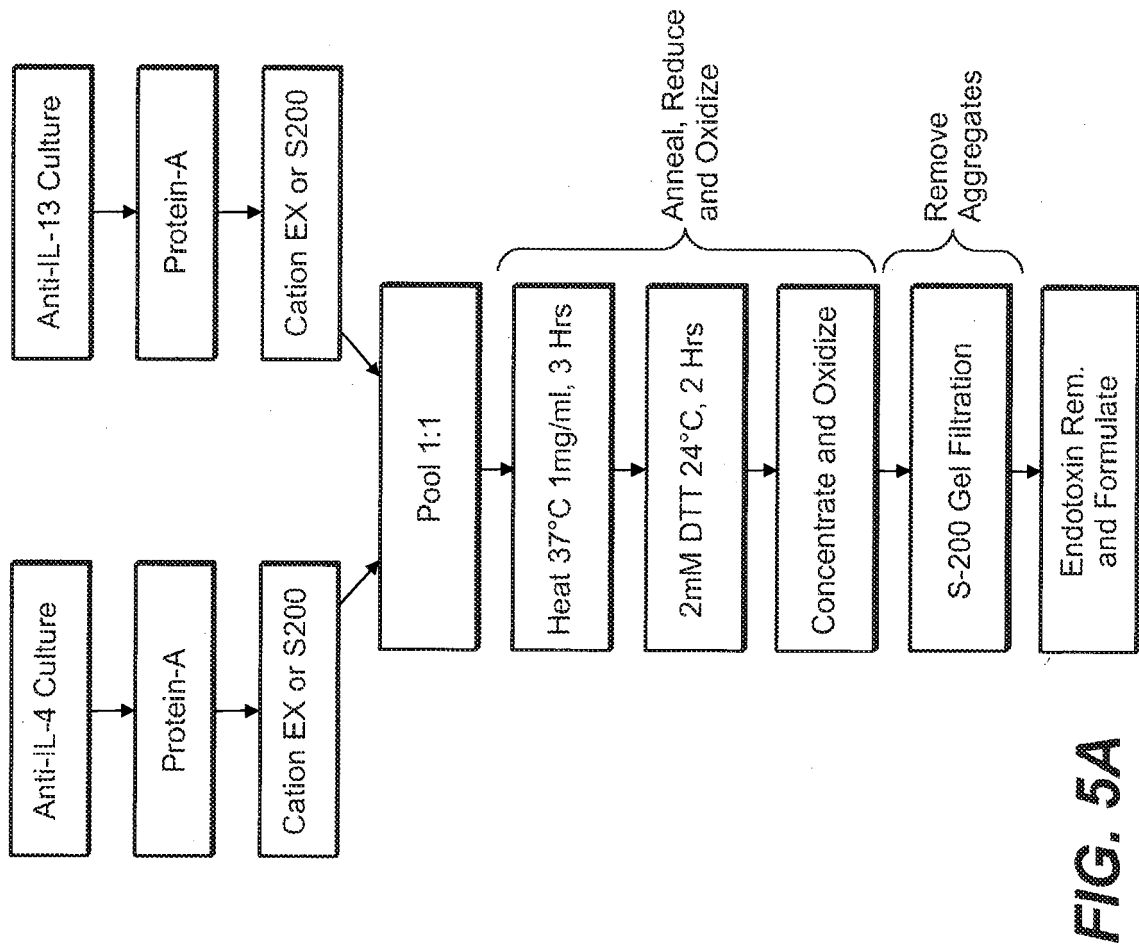 Anti-IL-4 Culture
Protein-A
Cation EX or S200
Anti-IL-13 Culture
Protein-A
Cation EX or S200
Pool 1:1
Heat 37°C 1mg/ml, 3 Hrs
2mM DTT 24°C, 2 Hrs
Concentrate and Oxidize
Anneal, Reduce
and Oxidize
S-200 Gel Filtration
Remove
Aggregates
Endotoxin Rem.
and Formulate
FIG. 5A